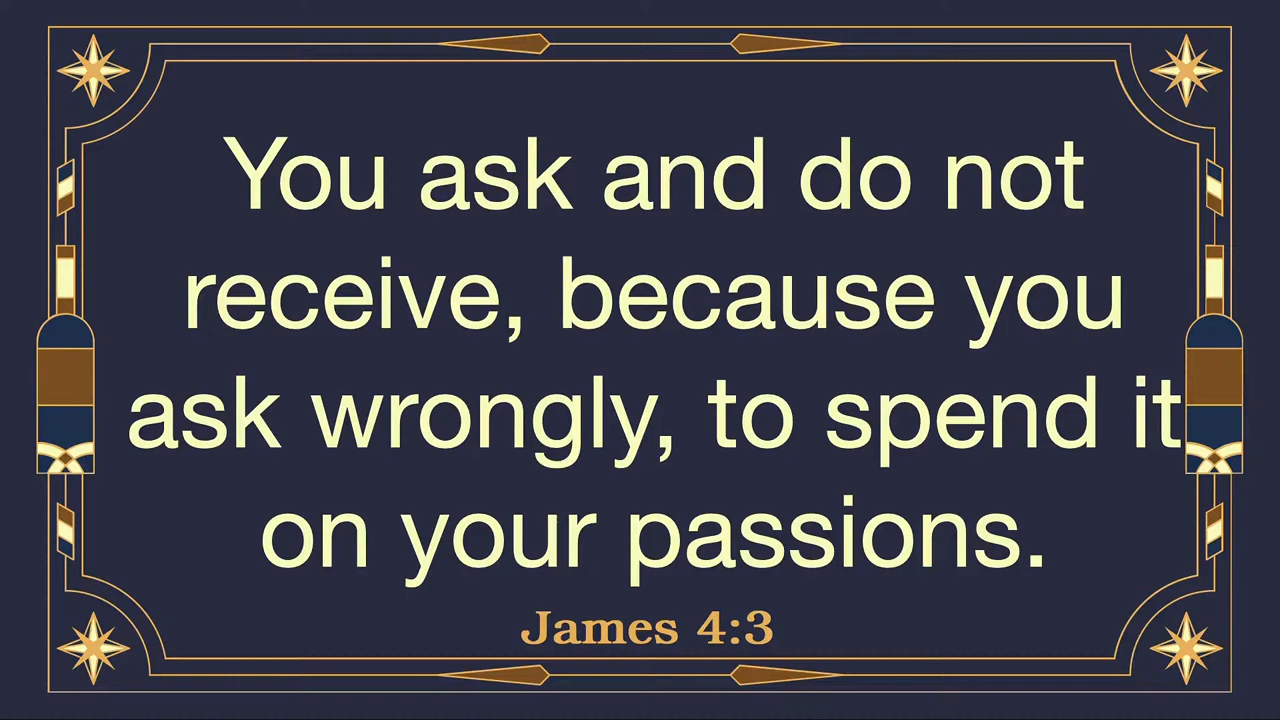 You ask and do not
receive, because you
ask wrongly, to spend it
on your passions.
James 4:3